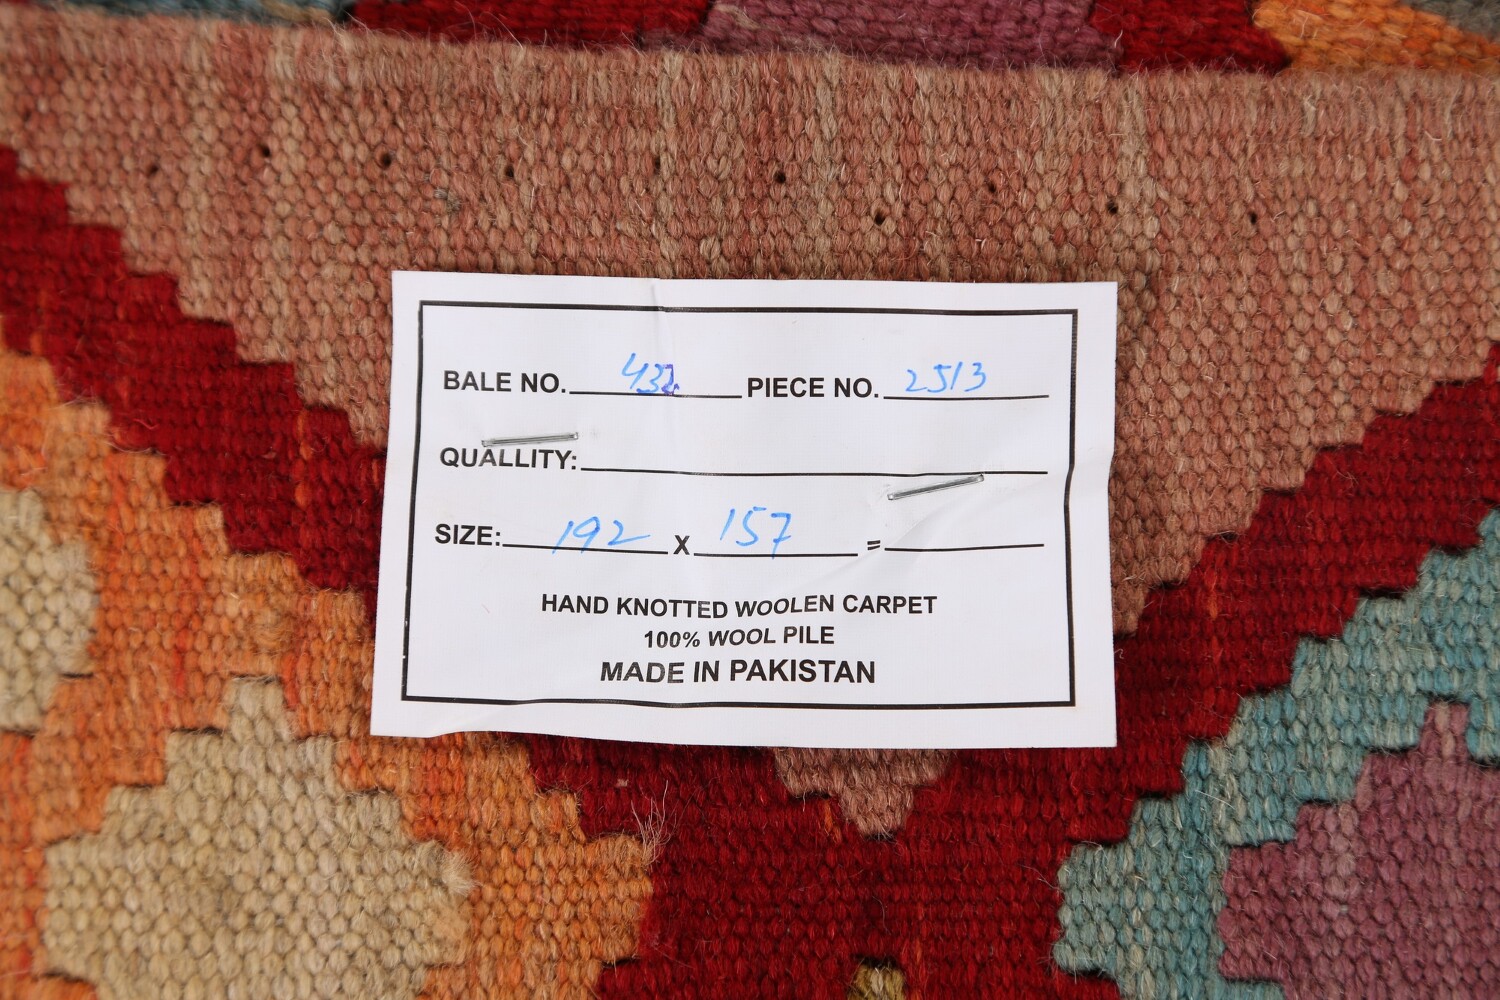 BALE NO. 432 PIECE NO. 2513
QUALLITY:
SIZE: 192 X 157 =
HAND KNOTTED WOOLEN CARPET
100% WOOL PILE
MADE IN PAKISTAN